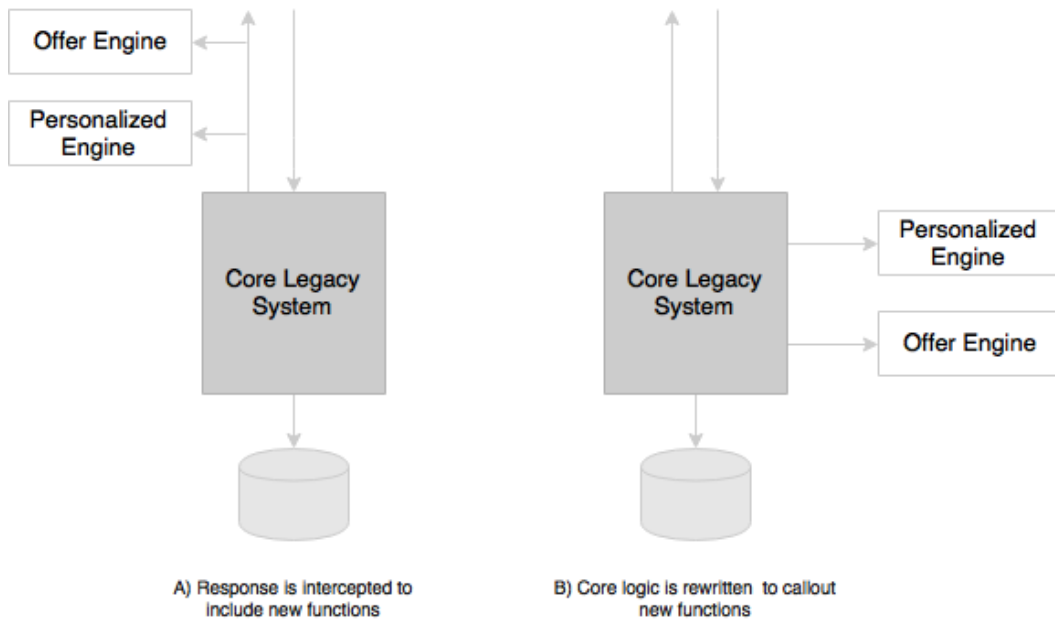 Offer Engine
Personalized
Engine
Core Legacy
System
A) Response is intercepted to
include new functions
Core Legacy
System
Personalized
Engine
Offer Engine
B) Core logic is rewritten to callout
new functions